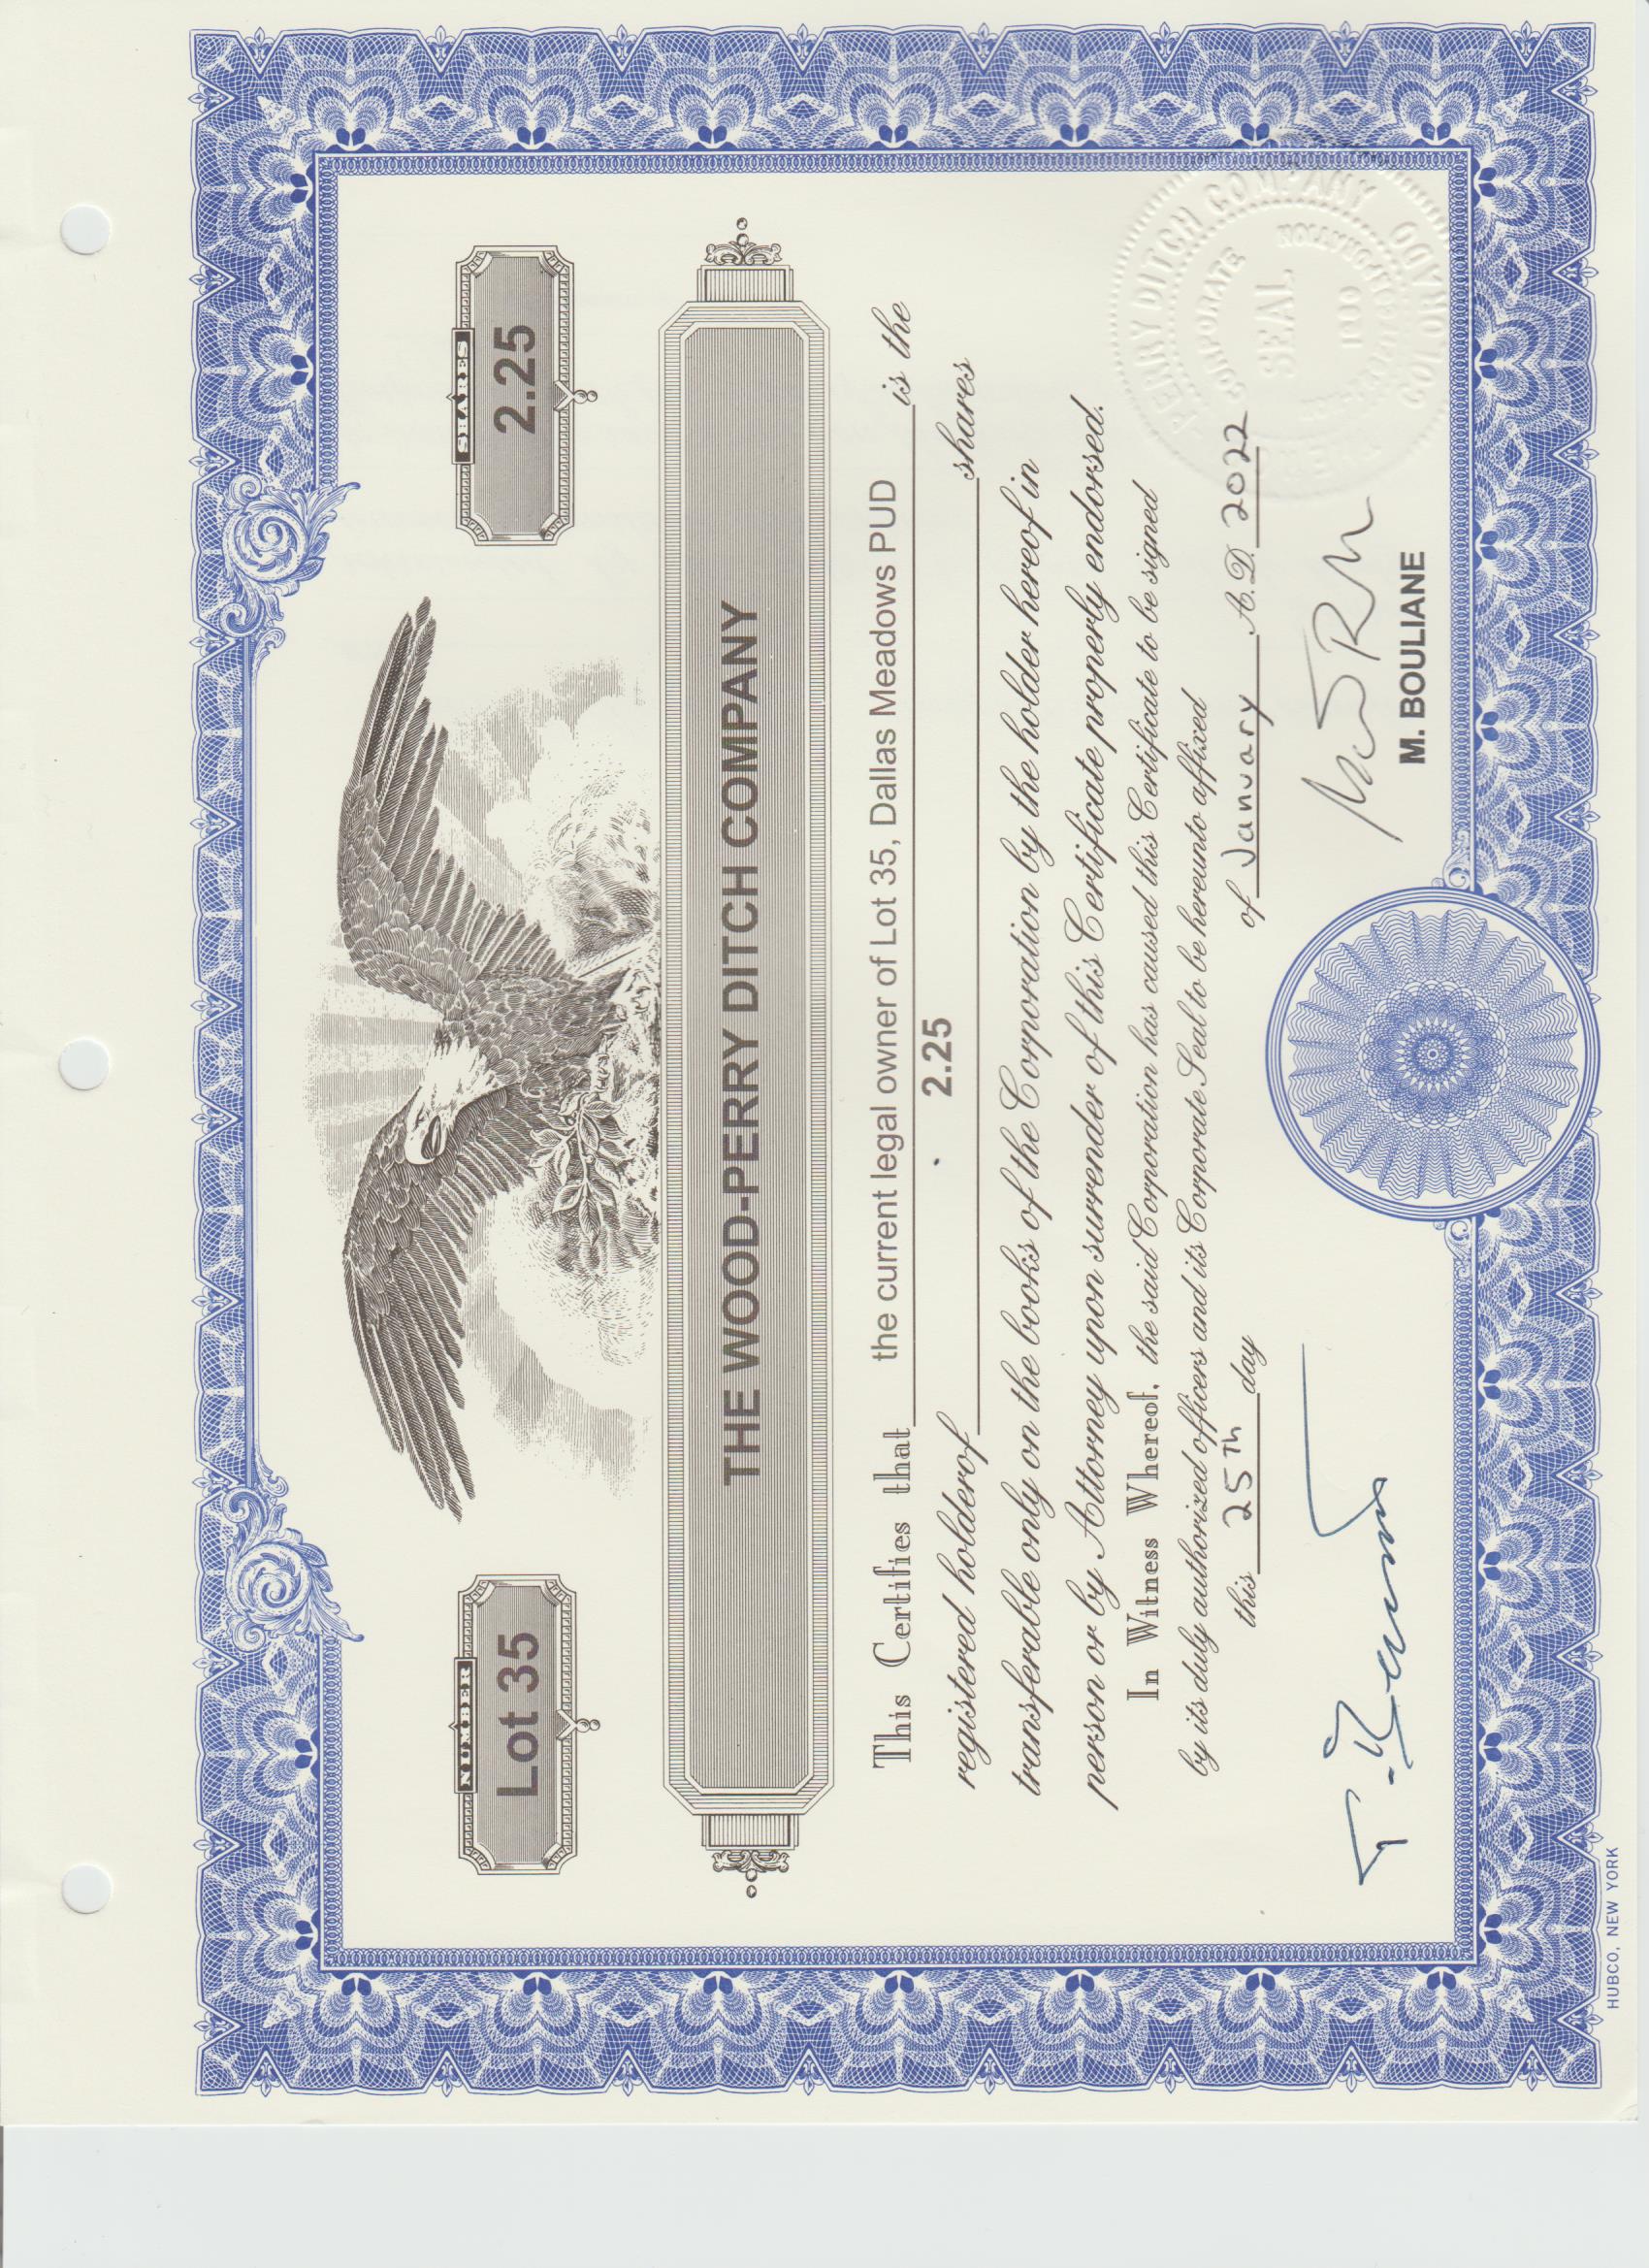 NUMBER
Lot 35
SHARES
2.25
THE WOOD-PERRY DITCH COMPANY
This Certifies that the current legal owner of Lot 35, Dallas Meadows PUD is the
registered holder of 2.25 shares
transferable only on the books of the Corporation by the holder hereof in
person or by Attorney upon surrender of this Certificate properly endorsed.
In Witness Whereof, the said Corporation has caused this Certificate to be signed
by its duly authorized officers and its Corporate Seal to be hereunto affixed
this 25Th day of January A.D. 2022
M. BOULIANE
PERRY DITCH COMPANY
CORPORATE
SEAL
HUBCO, NEW YORK